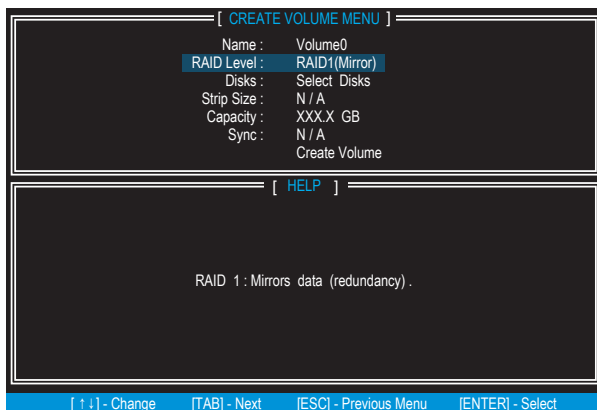 [ CREATE VOLUME MENU ]
Name : Volume0
RAID Level : RAID1(Mirror)
Disks : Select Disks
Strip Size : N / A
Capacity : XXX.X GB
Sync : N / A
Create Volume
[ HELP ]
RAID 1 : Mirrors data (redundancy) .
[ ↑↓] - Change [TAB] - Next [ESC] - Previous Menu [ENTER] - Select